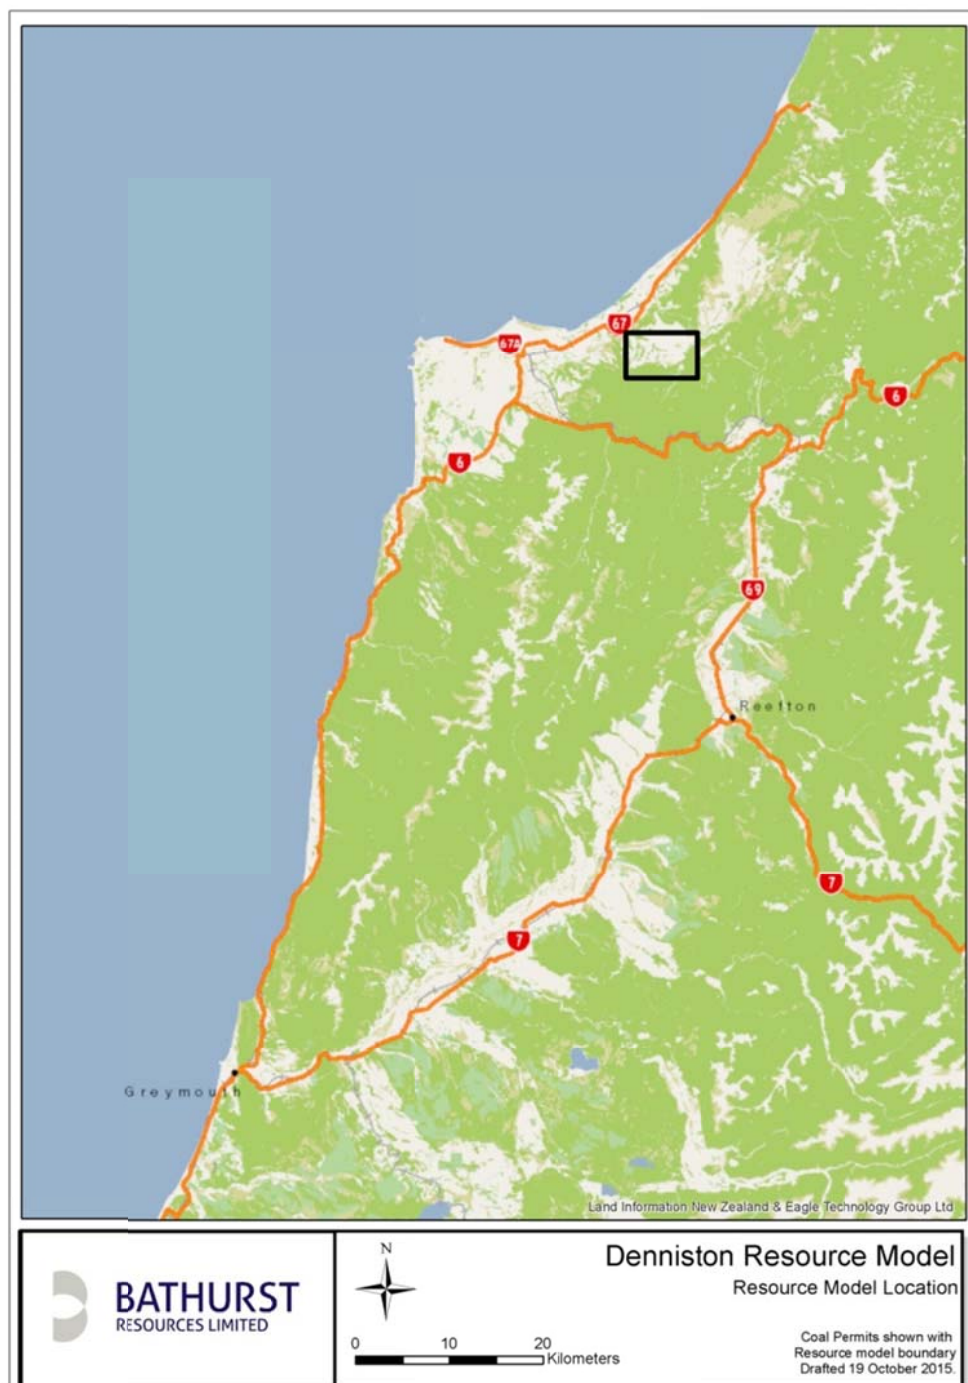 67
67A
6
6
69
Reefton
7
7
Greymouth
Land Information New Zealand & Eagle Technology Group Ltd
BATHURST
RESOURCES LIMITED
N
0 10 20
Kilometers
Denniston Resource Model
Resource Model Location
Coal Permits shown with
Resource model boundary
Drafted 19 October 2015.